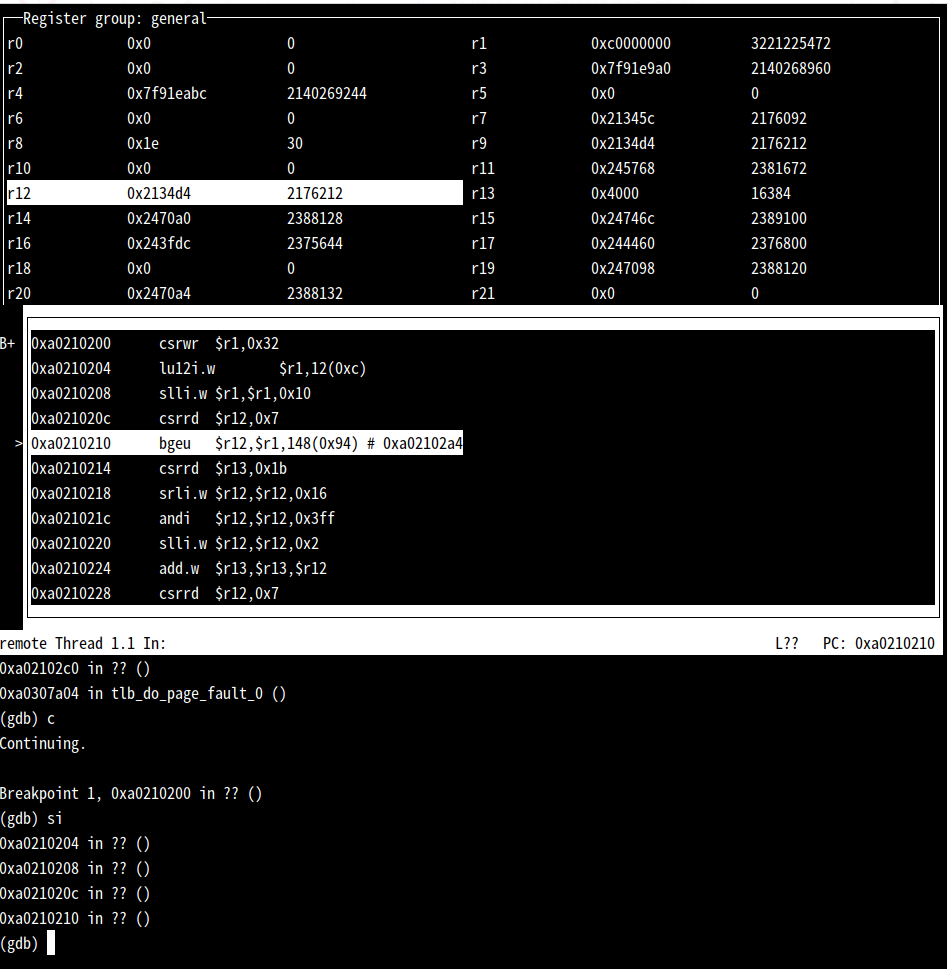 Register group: general
r0 0x0 0 r1 0xc0000000 3221225472
r2 0x0 0 r3 0x7f91e9a0 2140268960
r4 0x7f91eabc 2140269244 r5 0x0 0
r6 0x0 0 r7 0x21345c 2176092
r8 0x1e 30 r9 0x2134d4 2176212
r10 0x0 0 r11 0x245768 2381672
r12 0x2134d4 2176212 r13 0x4000 16384
r14 0x2470a0 2388128 r15 0x24746c 2389100
r16 0x243fdc 2375644 r17 0x244460 2376800
r18 0x0 0 r19 0x247098 2388120
r20 0x2470a4 2388132 r21 0x0 0
B+ 0xa0210200 csrwr $r1,0x32
0xa0210204 lu12i.w $r1,12(0xc)
0xa0210208 slli.w $r1,$r1,0x10
0xa021020c csrrd $r12,0x7
>0xa0210210 bgeu $r12,$r1,148(0x94) # 0xa02102a4
0xa0210214 csrrd $r13,0x1b
0xa0210218 srli.w $r12,$r12,0x16
0xa021021c andi $r12,$r12,0x3ff
0xa0210220 slli.w $r12,$r12,0x2
0xa0210224 add.w $r13,$r13,$r12
0xa0210228 csrrd $r12,0x7
remote Thread 1.1 In: L?? PC: 0xa0210210
0xa02102c0 in ?? ()
0xa0307a04 in tlb_do_page_fault_0 ()
(gdb) c
Continuing.
Breakpoint 1, 0xa0210200 in ?? ()
(gdb) si
0xa0210204 in ?? ()
0xa0210208 in ?? ()
0xa021020c in ?? ()
0xa0210210 in ?? ()
(gdb)